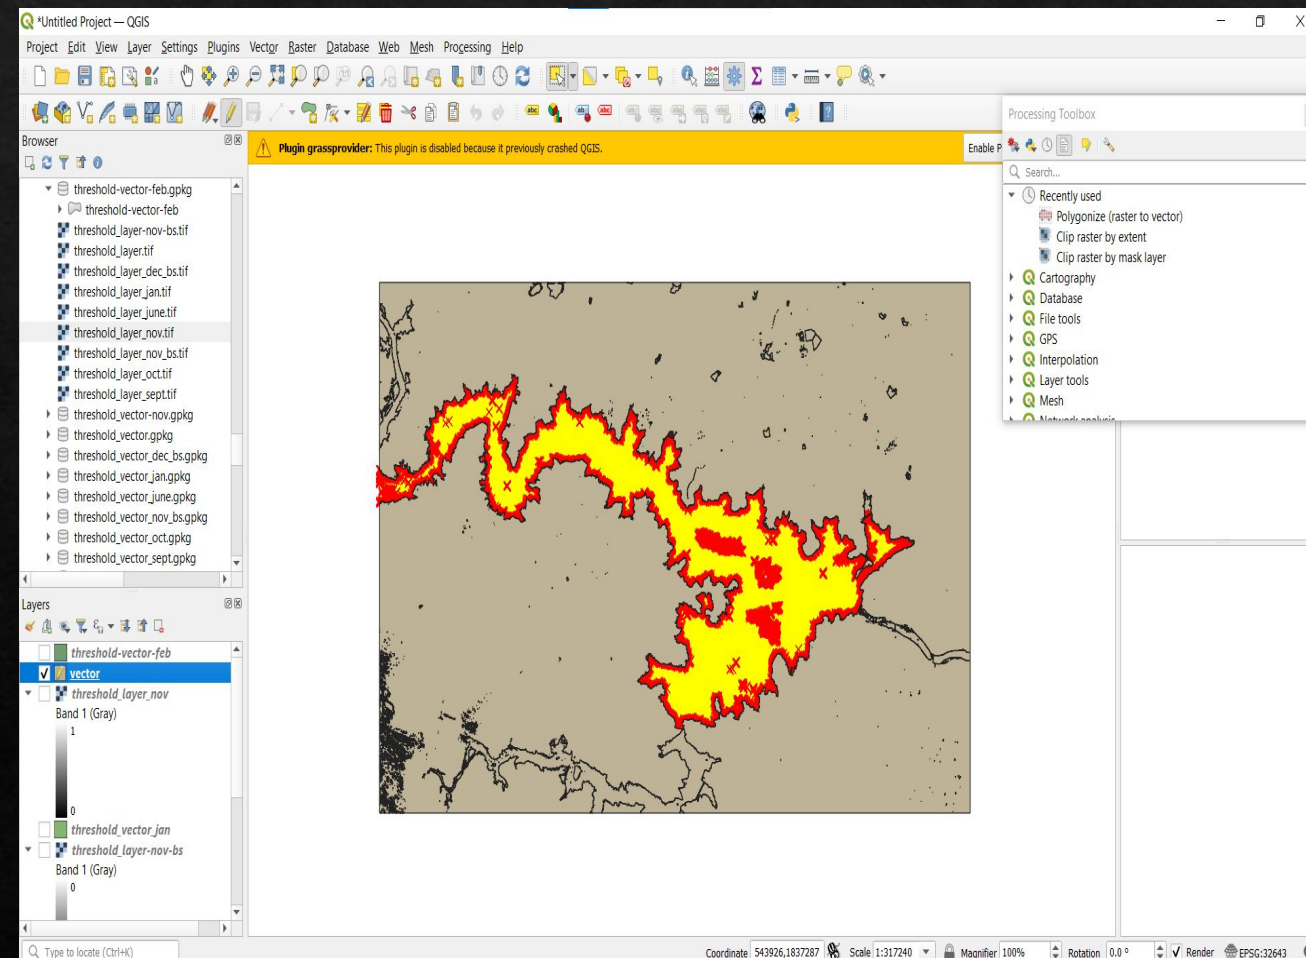 *Untitled Project — QGIS
Project Edit View Layer Settings Plugins Vector Raster Database Web Mesh Processing Help
Browser
Plugin grassprovider: This plugin is disabled because it previously crashed QGIS.
Enable P
threshold-vector-feb.gpkg
threshold-vector-feb
threshold_layer-nov-bs.tif
threshold_layer.tif
threshold_layer_dec_bs.tif
threshold_layer_jan.tif
threshold_layer_june.tif
threshold_layer_nov.tif
threshold_layer_nov_bs.tif
threshold_layer_oct.tif
threshold_layer_sept.tif
threshold_vector-nov.gpkg
threshold_vector.gpkg
threshold_vector_dec_bs.gpkg
threshold_vector_jan.gpkg
threshold_vector_june.gpkg
threshold_vector_nov_bs.gpkg
threshold_vector_oct.gpkg
threshold_vector_sept.gpkg
Layers
threshold-vector-feb
vector
threshold_layer_nov
Band 1 (Gray)
1
0
threshold_vector_jan
threshold_layer-nov-bs
Band 1 (Gray)
0
Processing Toolbox
Search...
Recently used
Polygonize (raster to vector)
Clip raster by extent
Clip raster by mask layer
Cartography
Database
File tools
GPS
Interpolation
Layer tools
Mesh
Network analysis
Type to locate (Ctrl+K)
Coordinate 543926,1837287 Scale 1:317240 Magnifier 100% Rotation 0.0 ° Render EPSG:32643